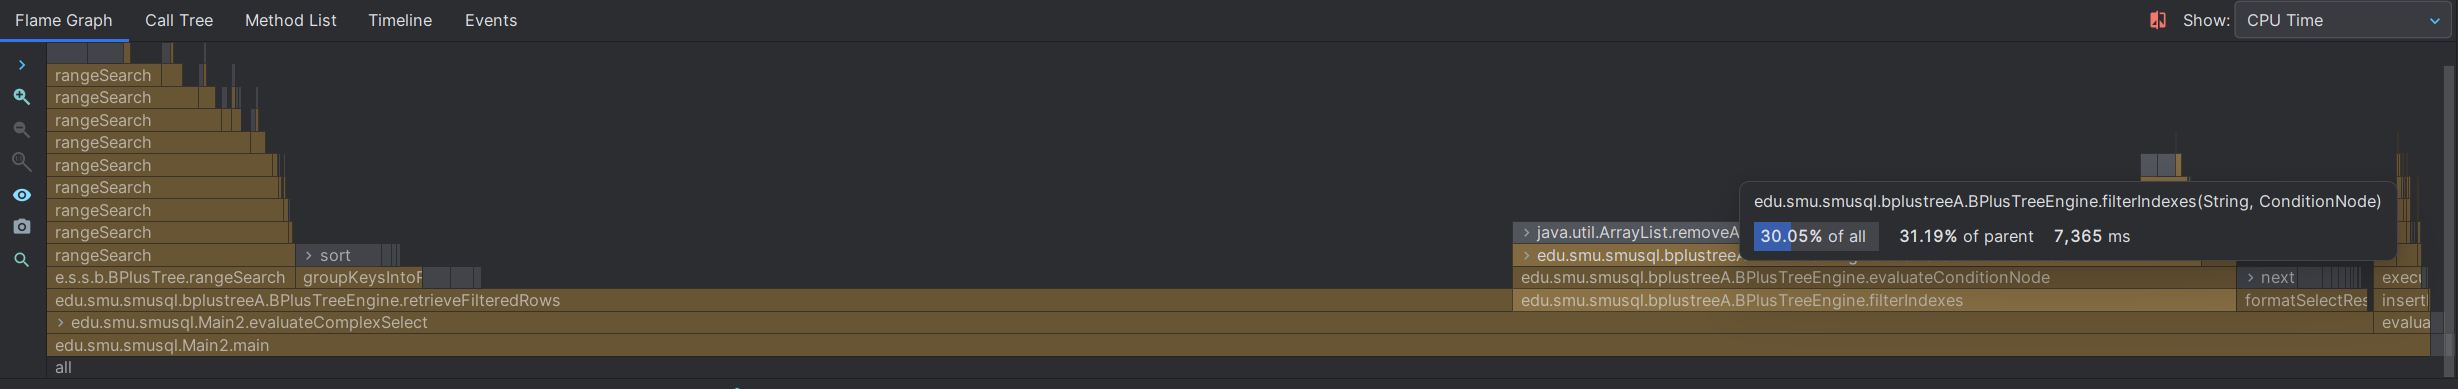 Flame Graph Call Tree Method List Timeline Events Show: CPU Time
rangeSearch
rangeSearch
rangeSearch
rangeSearch
rangeSearch
rangeSearch
rangeSearch
rangeSearch
rangeSearch sort
e.s.s.b.BPlusTree.rangeSearch groupKeysIntoR
edu.smu.smusql.bplustreeA.BPlusTreeEngine.retrieveFilteredRows
edu.smu.smusql.Main2.evaluateComplexSelect
edu.smu.smusql.Main2.main
all
java.util.ArrayList.removeA
edu.smu.smusql.bplustreeA
edu.smu.smusql.bplustreeA.BPlusTreeEngine.evaluateConditionNode next execu
edu.smu.smusql.bplustreeA.BPlusTreeEngine.filterIndexes formatSelectRes insertI
evalua
edu.smu.smusql.bplustreeA.BPlusTreeEngine.filterIndexes(String, ConditionNode)
30.05% of all 31.19% of parent 7,365 ms